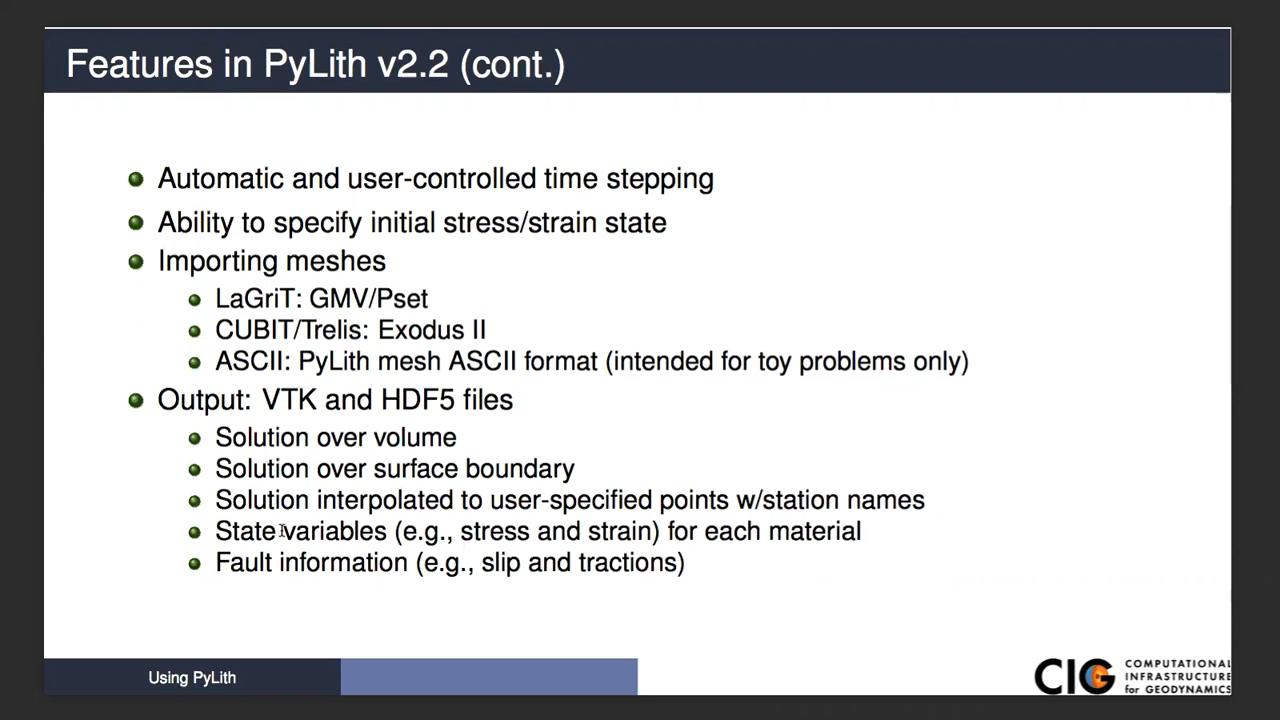 Features in PyLith v2.2 (cont.)
Automatic and user-controlled time stepping
Ability to specify initial stress/strain state
Importing meshes
LaGriT: GMV/Pset
CUBIT/Trelis: Exodus II
ASCII: PyLith mesh ASCII format (intended for toy problems only)
Output: VTK and HDF5 files
Solution over volume
Solution over surface boundary
Solution interpolated to user-specified points w/station names
State variables (e.g., stress and strain) for each material
Fault information (e.g., slip and tractions)
Using PyLith
CIG
COMPUTATIONAL
INFRASTRUCTURE
for GEODYNAMICS